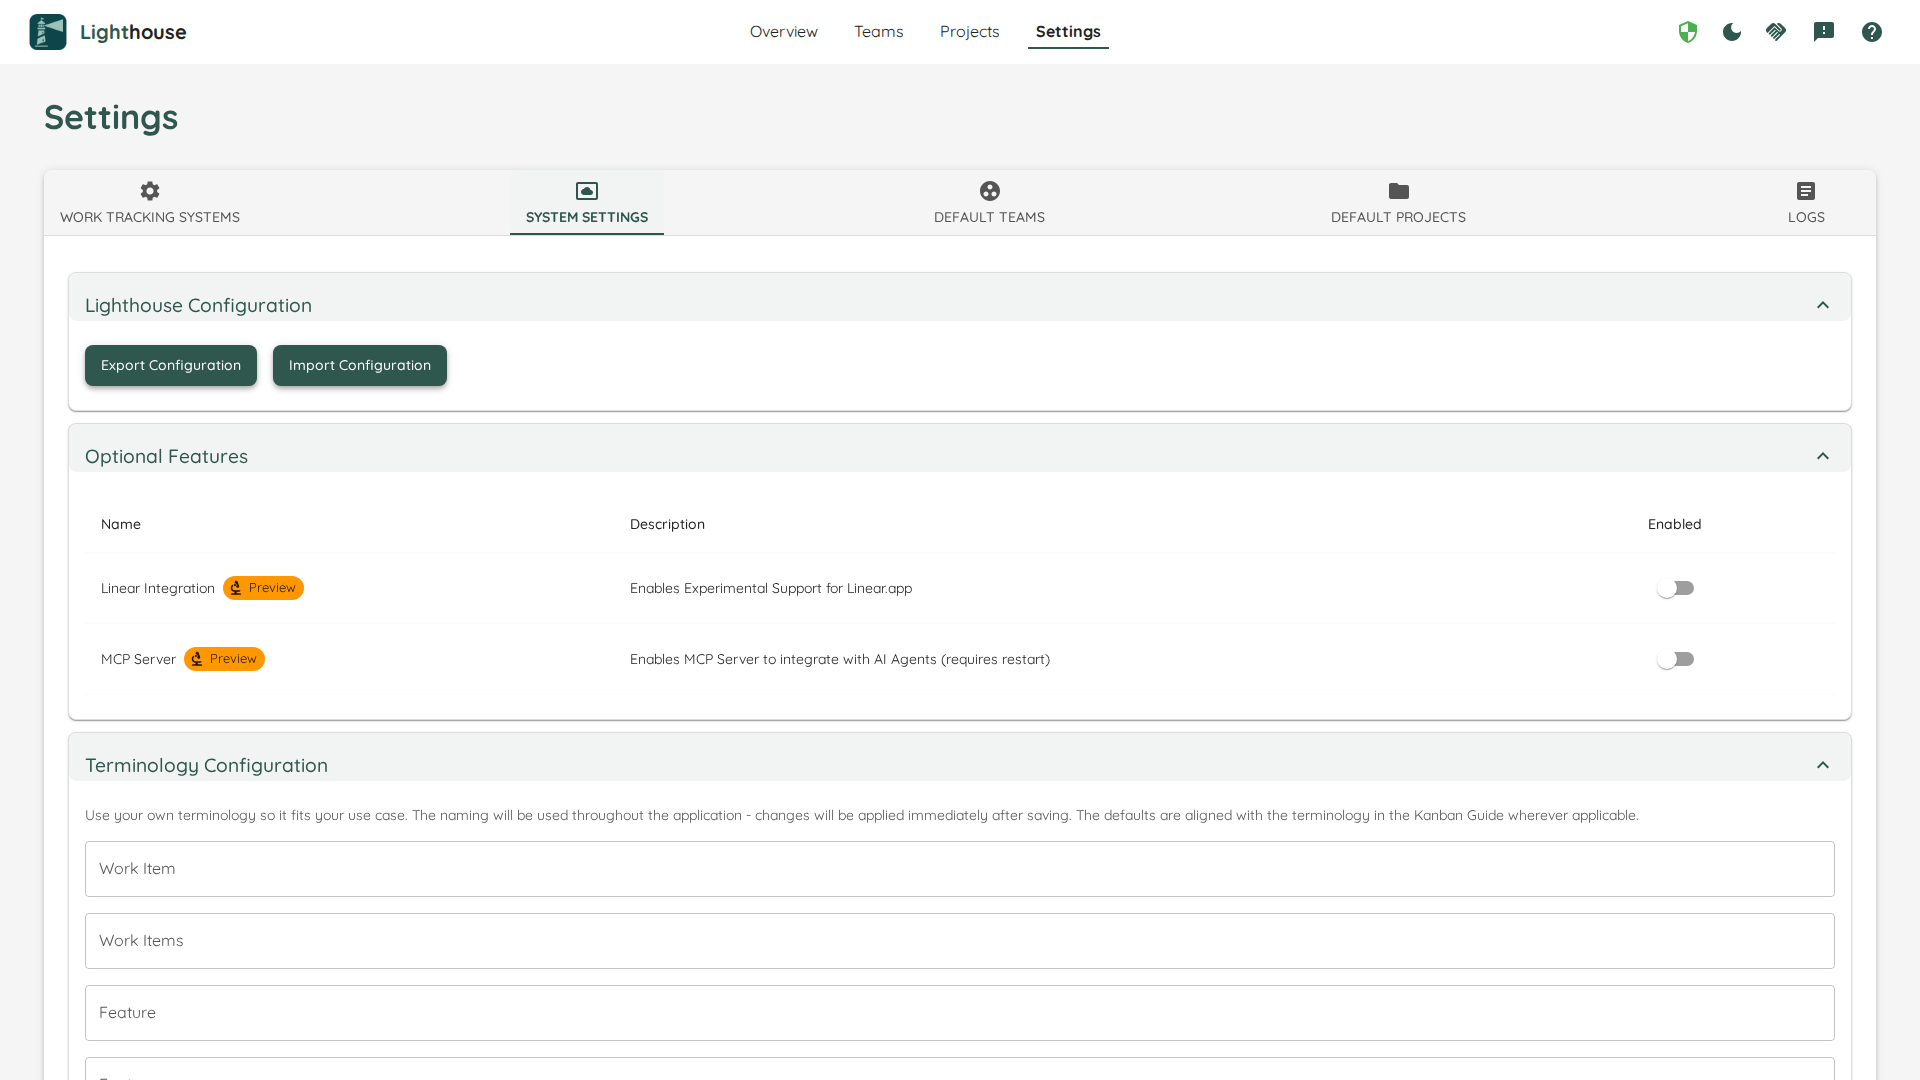 Lighthouse
Overview
Teams
Projects
Settings
Settings
WORK TRACKING SYSTEMS
SYSTEM SETTINGS
DEFAULT TEAMS
DEFAULT PROJECTS
LOGS
Lighthouse Configuration
Export Configuration
Import Configuration
Optional Features
Name
Description
Enabled
Linear Integration
Preview
Enables Experimental Support for Linear.app
MCP Server
Preview
Enables MCP Server to integrate with AI Agents (requires restart)
Terminology Configuration
Use your own terminology so it fits your use case. The naming will be used throughout the application - changes will be applied immediately after saving. The defaults are aligned with the terminology in the Kanban Guide wherever applicable.
Work Item
Work Items
Feature